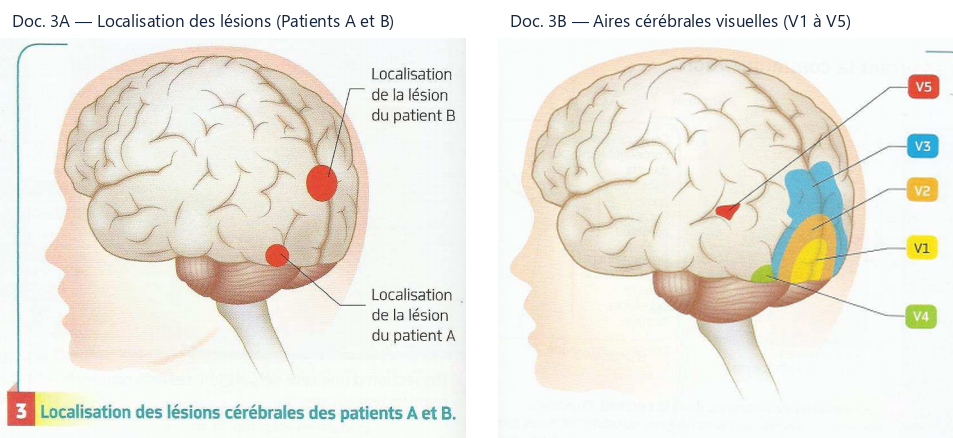 Doc. 3A — Localisation des lésions (Patients A et B)
Doc. 3B — Aires cérébrales visuelles (V1 à V5)
Localisation
de la lésion
du patient B
Localisation
de la lésion
du patient A
3 Localisation des lésions cérébrales des patients A et B.
V5
V3
V2
V1
V4